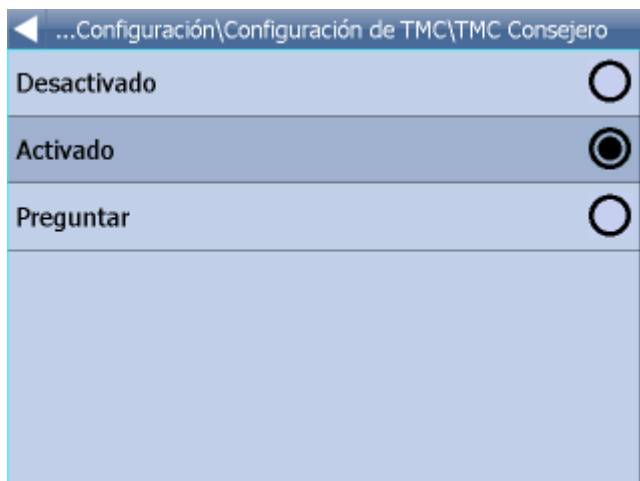 ...Configuración\Configuración de TMC\TMC Consejero
Desactivado
Activado
Preguntar